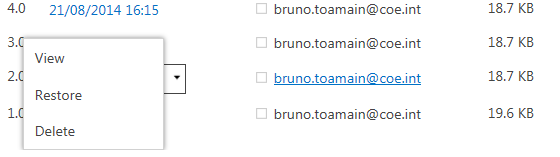 4.0 21/08/2014 16:15 bruno.toamain@coe.int 18.7 KB
3.0 bruno.toamain@coe.int 18.7 KB
View
2.0 bruno.toamain@coe.int 18.7 KB
Restore
1.0 bruno.toamain@coe.int 19.6 KB
Delete